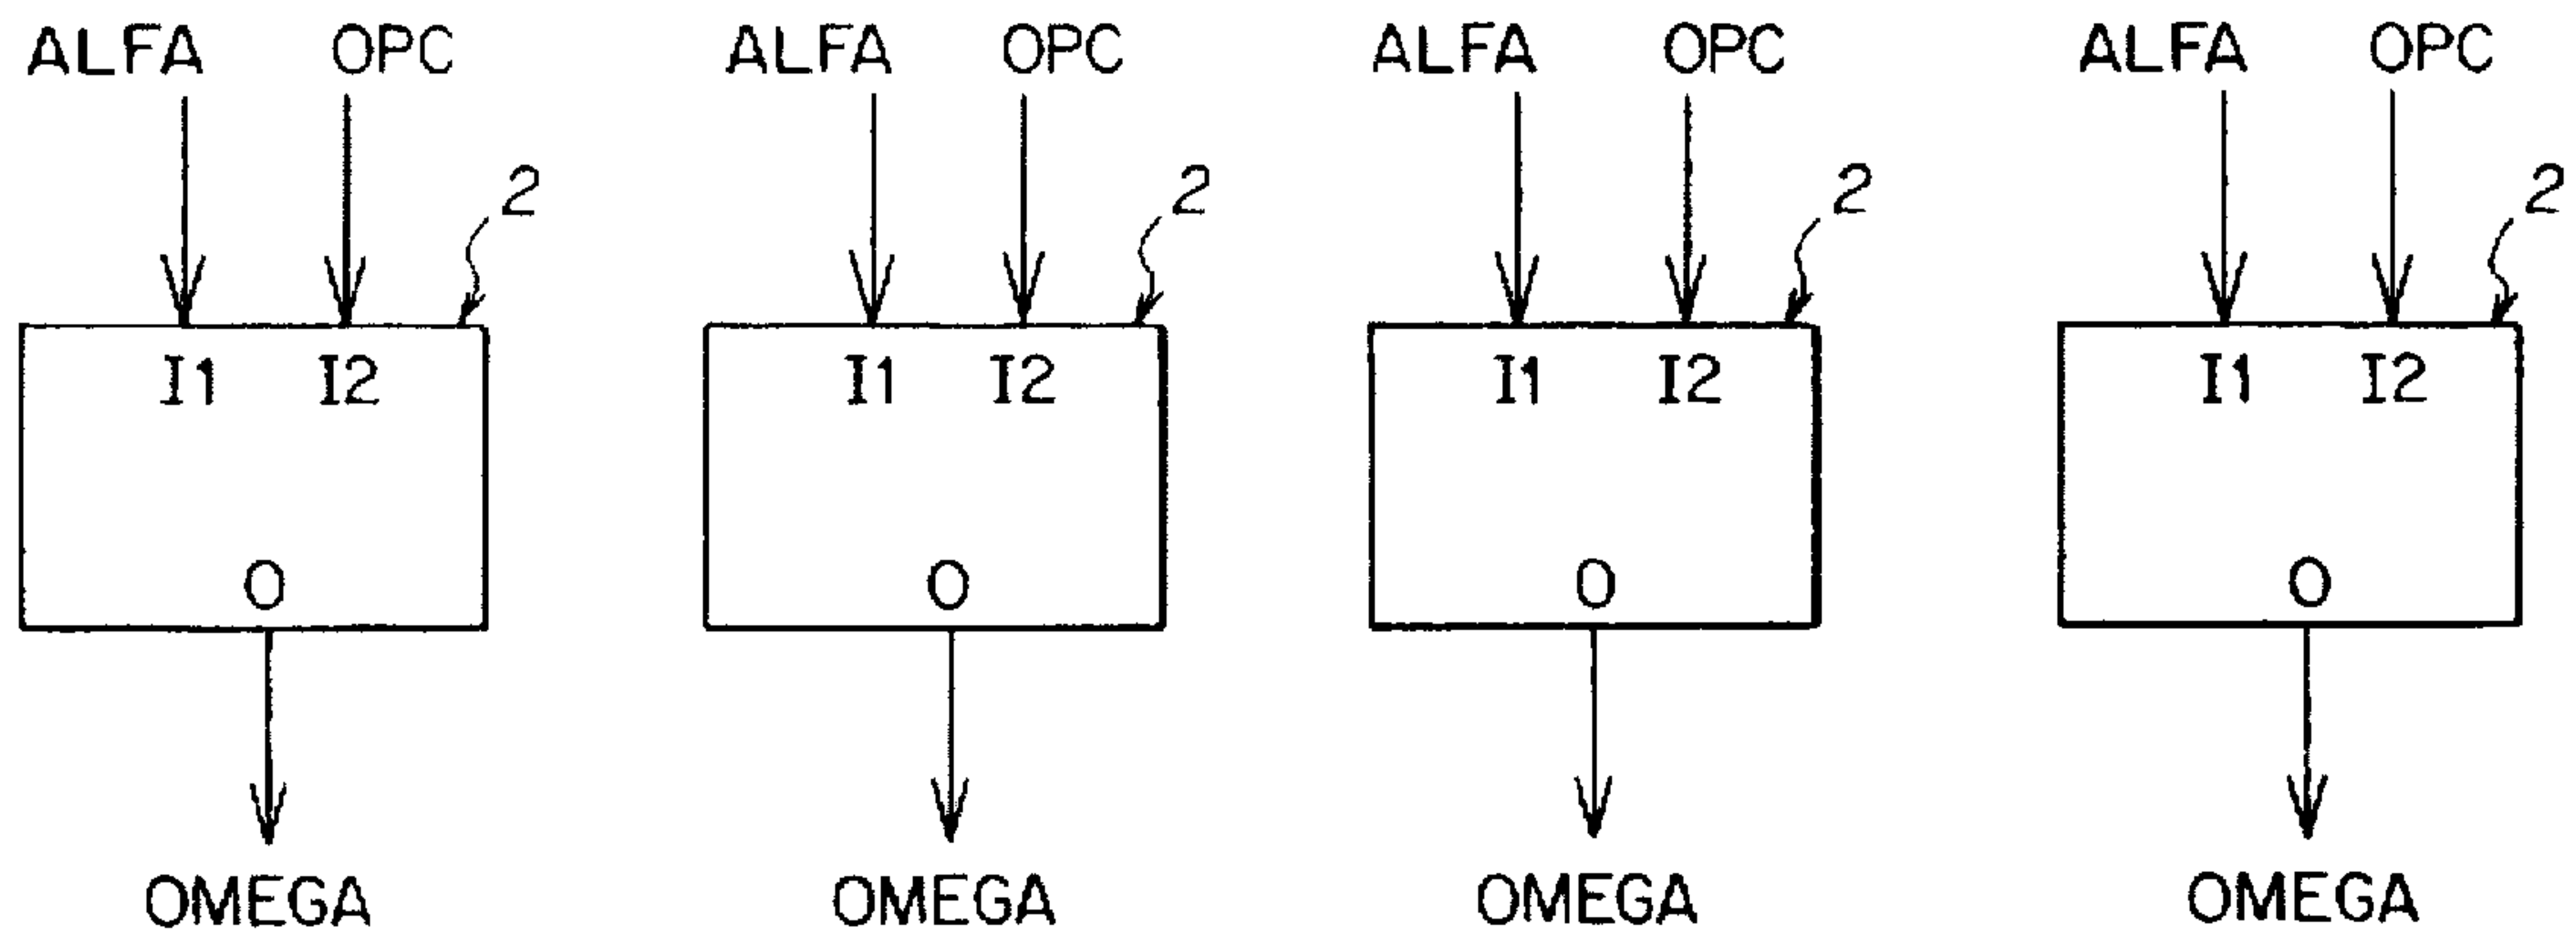 ALFA OPC ALFA OPC ALFA OPC ALFA OPC
2 2 2 2
I1 I2 I1 I2 I1 I2 I1 I2
O O O O
OMEGA OMEGA OMEGA OMEGA